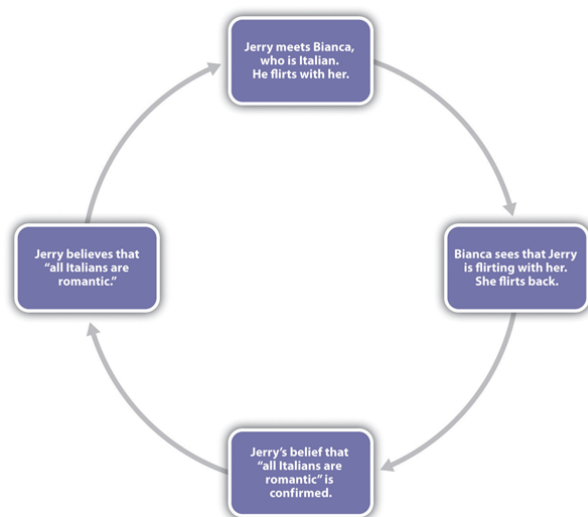 Jerry meets Bianca,
who is Italian.
He flirts with her.
Bianca sees that Jerry
is flirting with her.
She flirts back.
Jerry's belief that
“all Italians are
romantic” is
confirmed.
Jerry believes that
“all Italians are
romantic.”